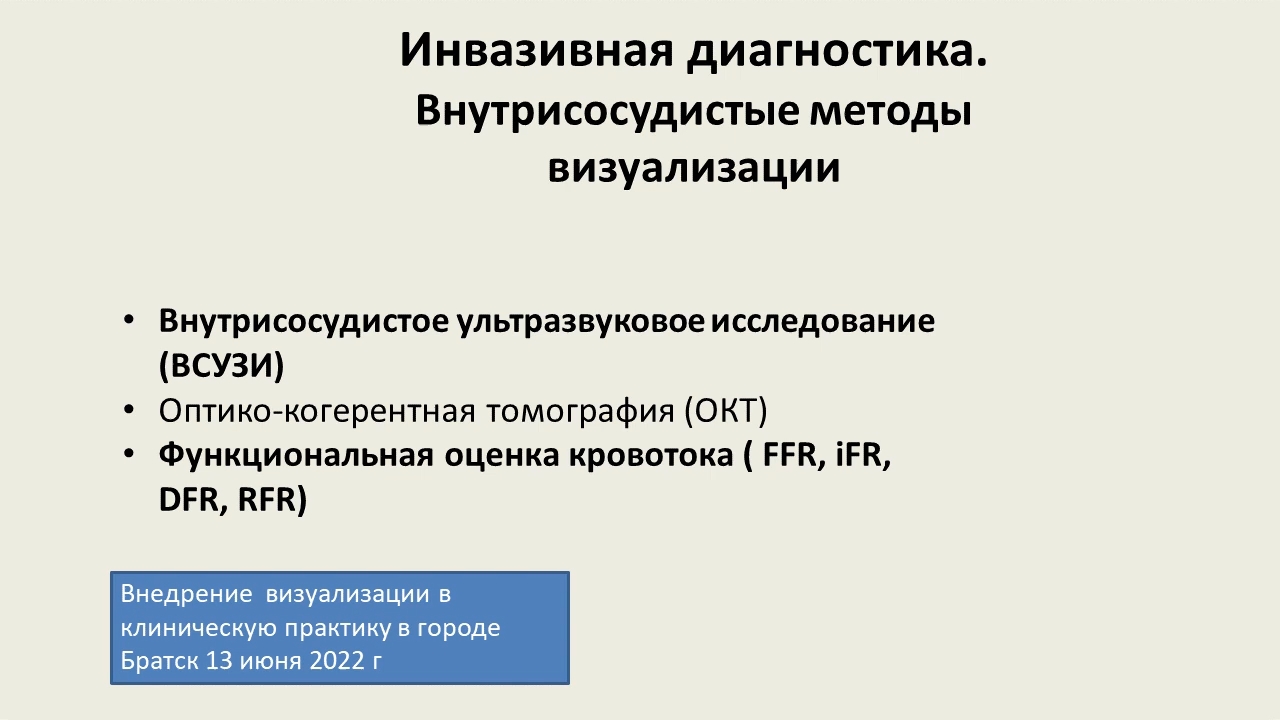 Инвазивная диагностика.
Внутрисосудистые методы
визуализации
• Внутрисосудистое ультразвуковое исследование
(ВСУЗИ)
• Оптико-когерентная томография (ОКТ)
• Функциональная оценка кровотока ( FFR, iFR,
DFR, RFR)
Внедрение визуализации в
клиническую практику в городе
Братск 13 июня 2022 г